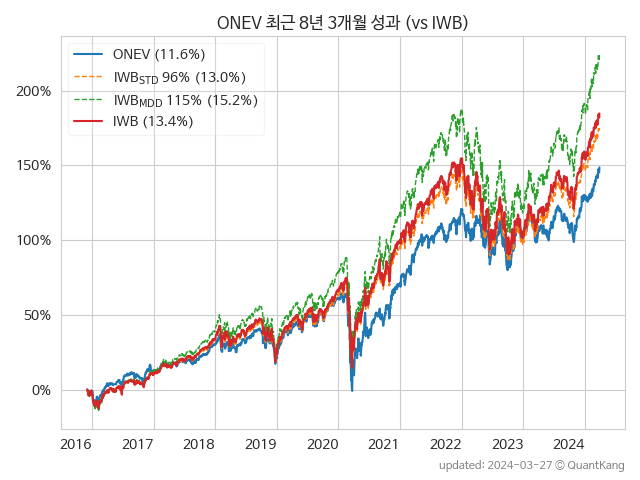 ONEV 최근 8년 3개월 성과 (vs IWB)
ONEV (11.6%)
IWB_STD 96% (13.0%)
IWB_MDD 115% (15.2%)
IWB (13.4%)
200%
150%
100%
50%
0%
2016 2017 2018 2019 2020 2021 2022 2023 2024
updated: 2024-03-27 © QuantKang